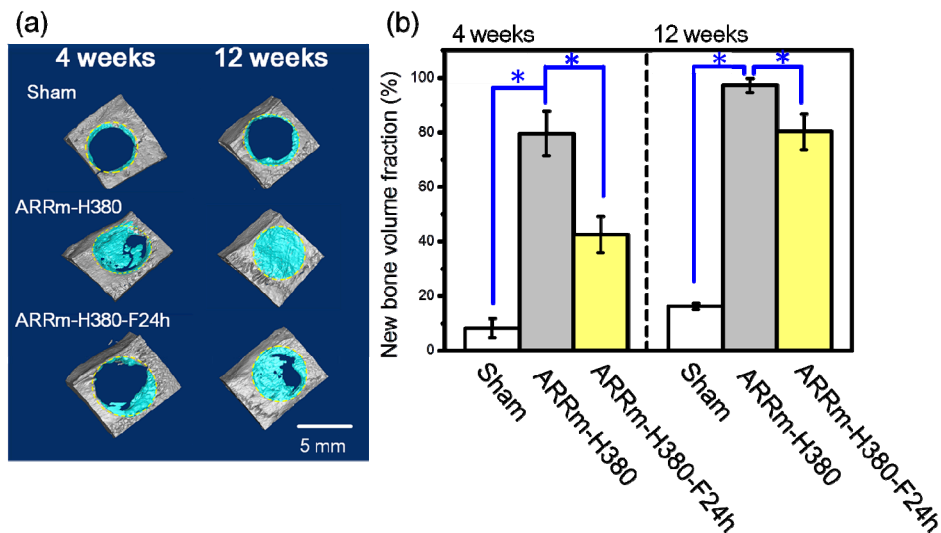 (a)
4 weeks 12 weeks
Sham
ARRm-H380
ARRm-H380-F24h
5 mm
(b)
4 weeks 12 weeks
New bone volume fraction (%)
100
80
60
40
20
0
* * * *
Sham
ARRm-H380
ARRm-H380-F24h
Sham
ARRm-H380
ARRm-H380-F24h